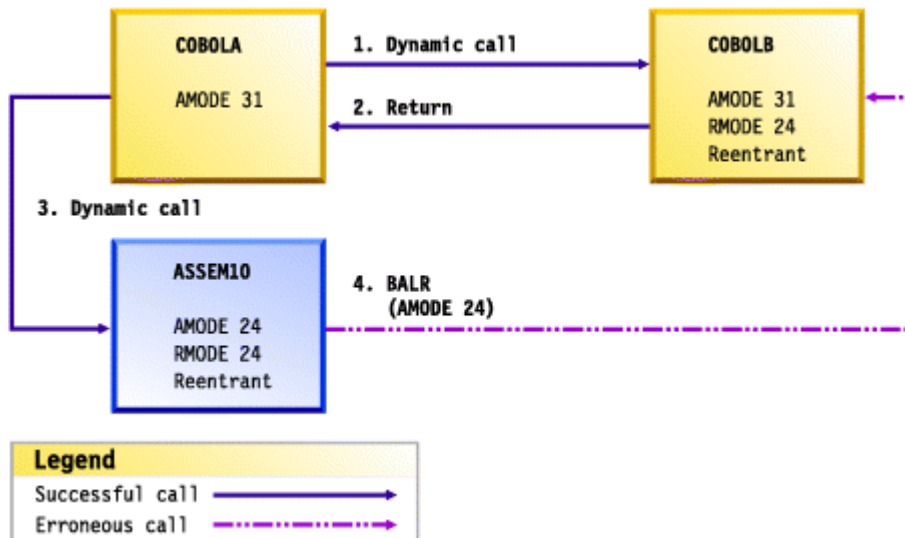 COBOLA
AMODE 31
1. Dynamic call
2. Return
COBOLB
AMODE 31
RMODE 24
Reentrant
3. Dynamic call
ASSEM10
AMODE 24
RMODE 24
Reentrant
4. BALR
(AMODE 24)
Legend
Successful call
Erroneous call